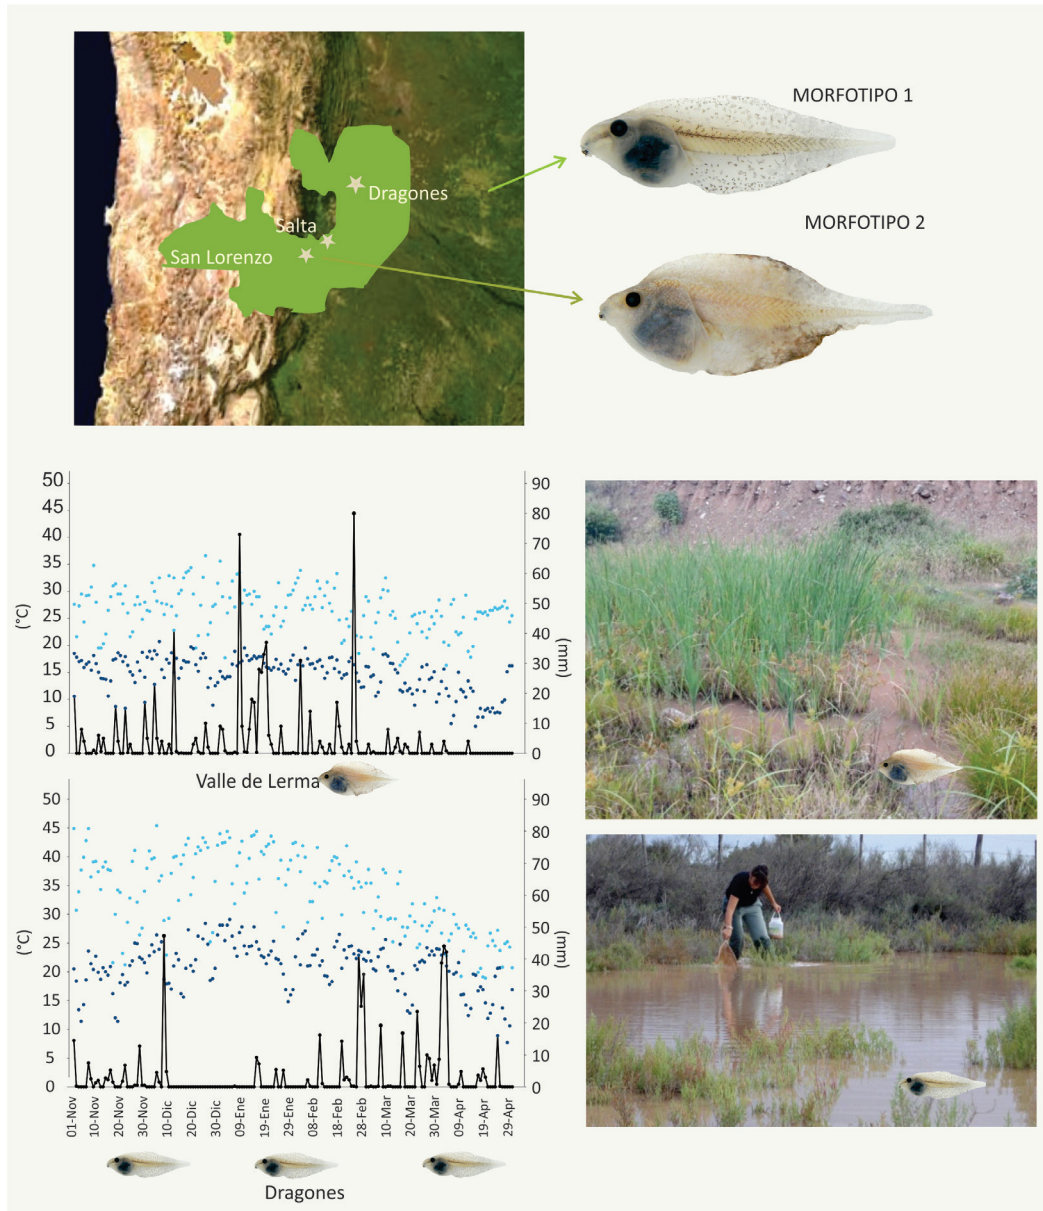 MORFOTIPO 1
Dragones
Salta
San Lorenzo
MORFOTIPO 2
50
45
40
35
30
25
20
15
10
5
0
(°C)
90
80
70
60
50
40
30
20
10
0
(mm)
Valle de Lerma
50
45
40
35
30
25
20
15
10
5
0
(°C)
90
80
70
60
50
40
30
20
10
0
(mm)
01-Nov
10-Nov
20-Nov
30-Nov
10-Dic
20-Dic
30-Dic
09-Ene
19-Ene
29-Ene
08-Feb
18-Feb
28-Feb
10-Mar
20-Mar
30-Mar
09-Apr
19-Apr
29-Apr
Dragones